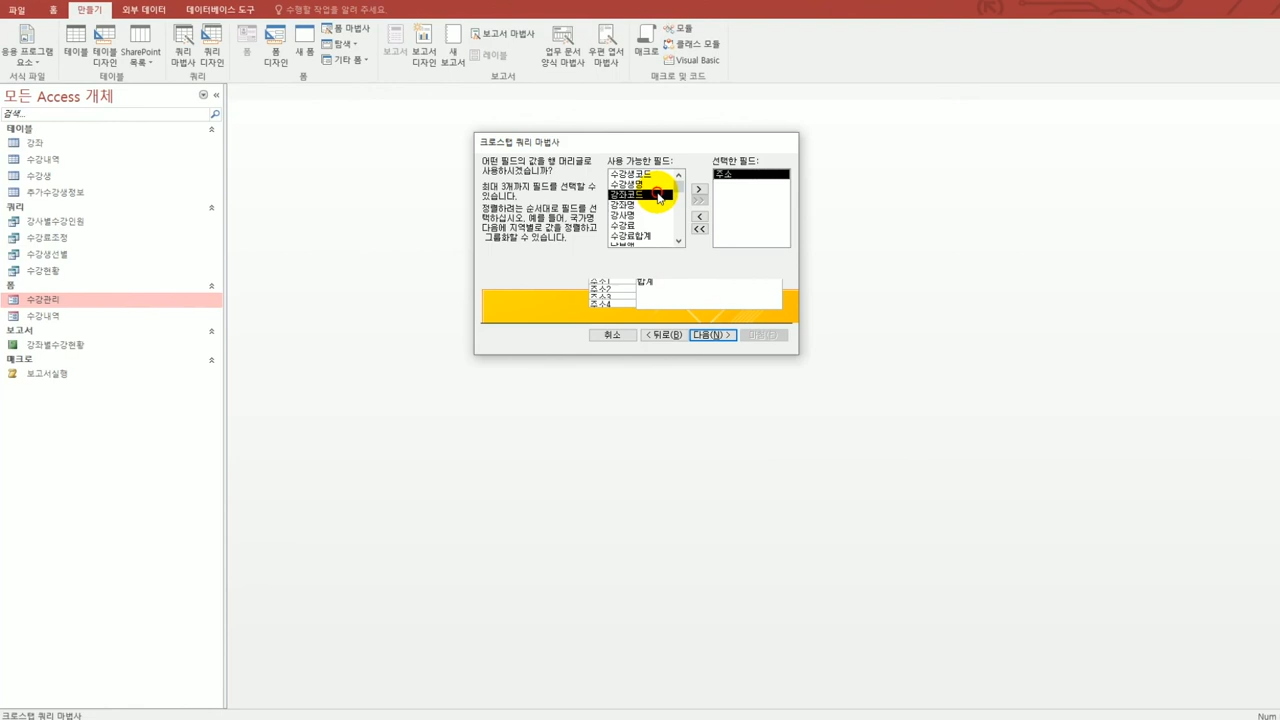 파일 홈 만들기 외부 데이터 데이터베이스 도구 수행할 작업을 알려 주세요.
응용 프로그램 요소
테이블
테이블 디자인
SharePoint 목록
쿼리 마법사
쿼리 디자인
폼
폼 디자인
새 폼
폼 마법사
탐색
기타 폼
보고서
보고서 디자인
새 보고서
보고서 마법사
레이블
업무 문서 양식 마법사
우편 엽서 마법사
매크로
모듈
클래스 모듈
Visual Basic
서식 파일 테이블 쿼리 폼 보고서 매크로 및 코드
모든 Access 개체
검색...
테이블
강좌
수강내역
수강생
추가수강생정보
쿼리
강사별수강인원
수강료조정
수강생선별
수강현황
폼
수강관리
수강내역
보고서
강좌별수강현황
매크로
보고서실행
크로스탭 쿼리 마법사
어떤 필드의 값을 행 머리글로
사용하시겠습니까?
최대 3개까지 필드를 선택할 수
있습니다.
정렬하려는 순서대로 필드를 선
택하십시오. 예를 들어, 국가명
다음에 지역별로 값을 정렬하고
그룹화할 수 있습니다.
사용 가능한 필드:
수강생코드
수강생명
강좌코드
강좌명
강사명
수강료
수강료합계
납부액
선택한 필드:
주소
>
>>
<
<<
주소1 합계
주소2
주소3
주소4
취소 < 뒤로(B) 다음(N) > 마침(F)
크로스탭 쿼리 마법사 Num